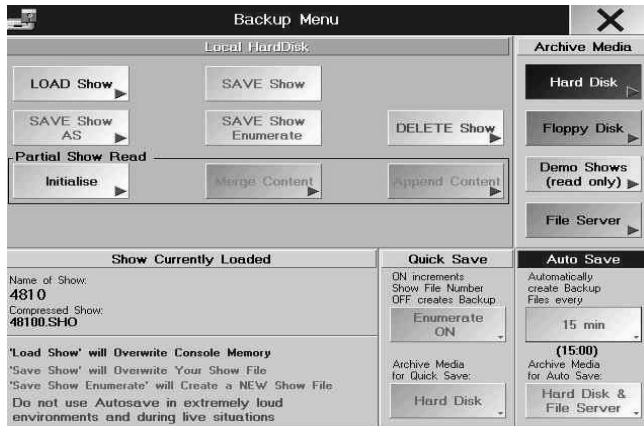 Backup Menu
Local HardDisk
Archive Media
LOAD Show
SAVE Show
Hard Disk
SAVE Show
AS
SAVE Show
Enumerate
DELETE Show
Floppy Disk
Partial Show Read
Initialise
Merge Content
Append Content
Demo Shows
(read only)
File Server
Show Currently Loaded
Name of Show:
4810
Compressed Show:
48100.SHO
'Load Show' will Overwrite Console Memory
'Save Show' will Overwrite Your Show File
'Save Show Enumerate' will Create a NEW Show File
Do not use Autosave in extremely loud
environments and during live situations
Quick Save
ON increments
Show File Number
OFF creates Backup
Enumerate
ON
Archive Media
for Quick Save:
Hard Disk
Auto Save
Automatically
create Backup
Files every
15 min
(15:00)
Archive Media
for Auto Save:
Hard Disk &
File Server